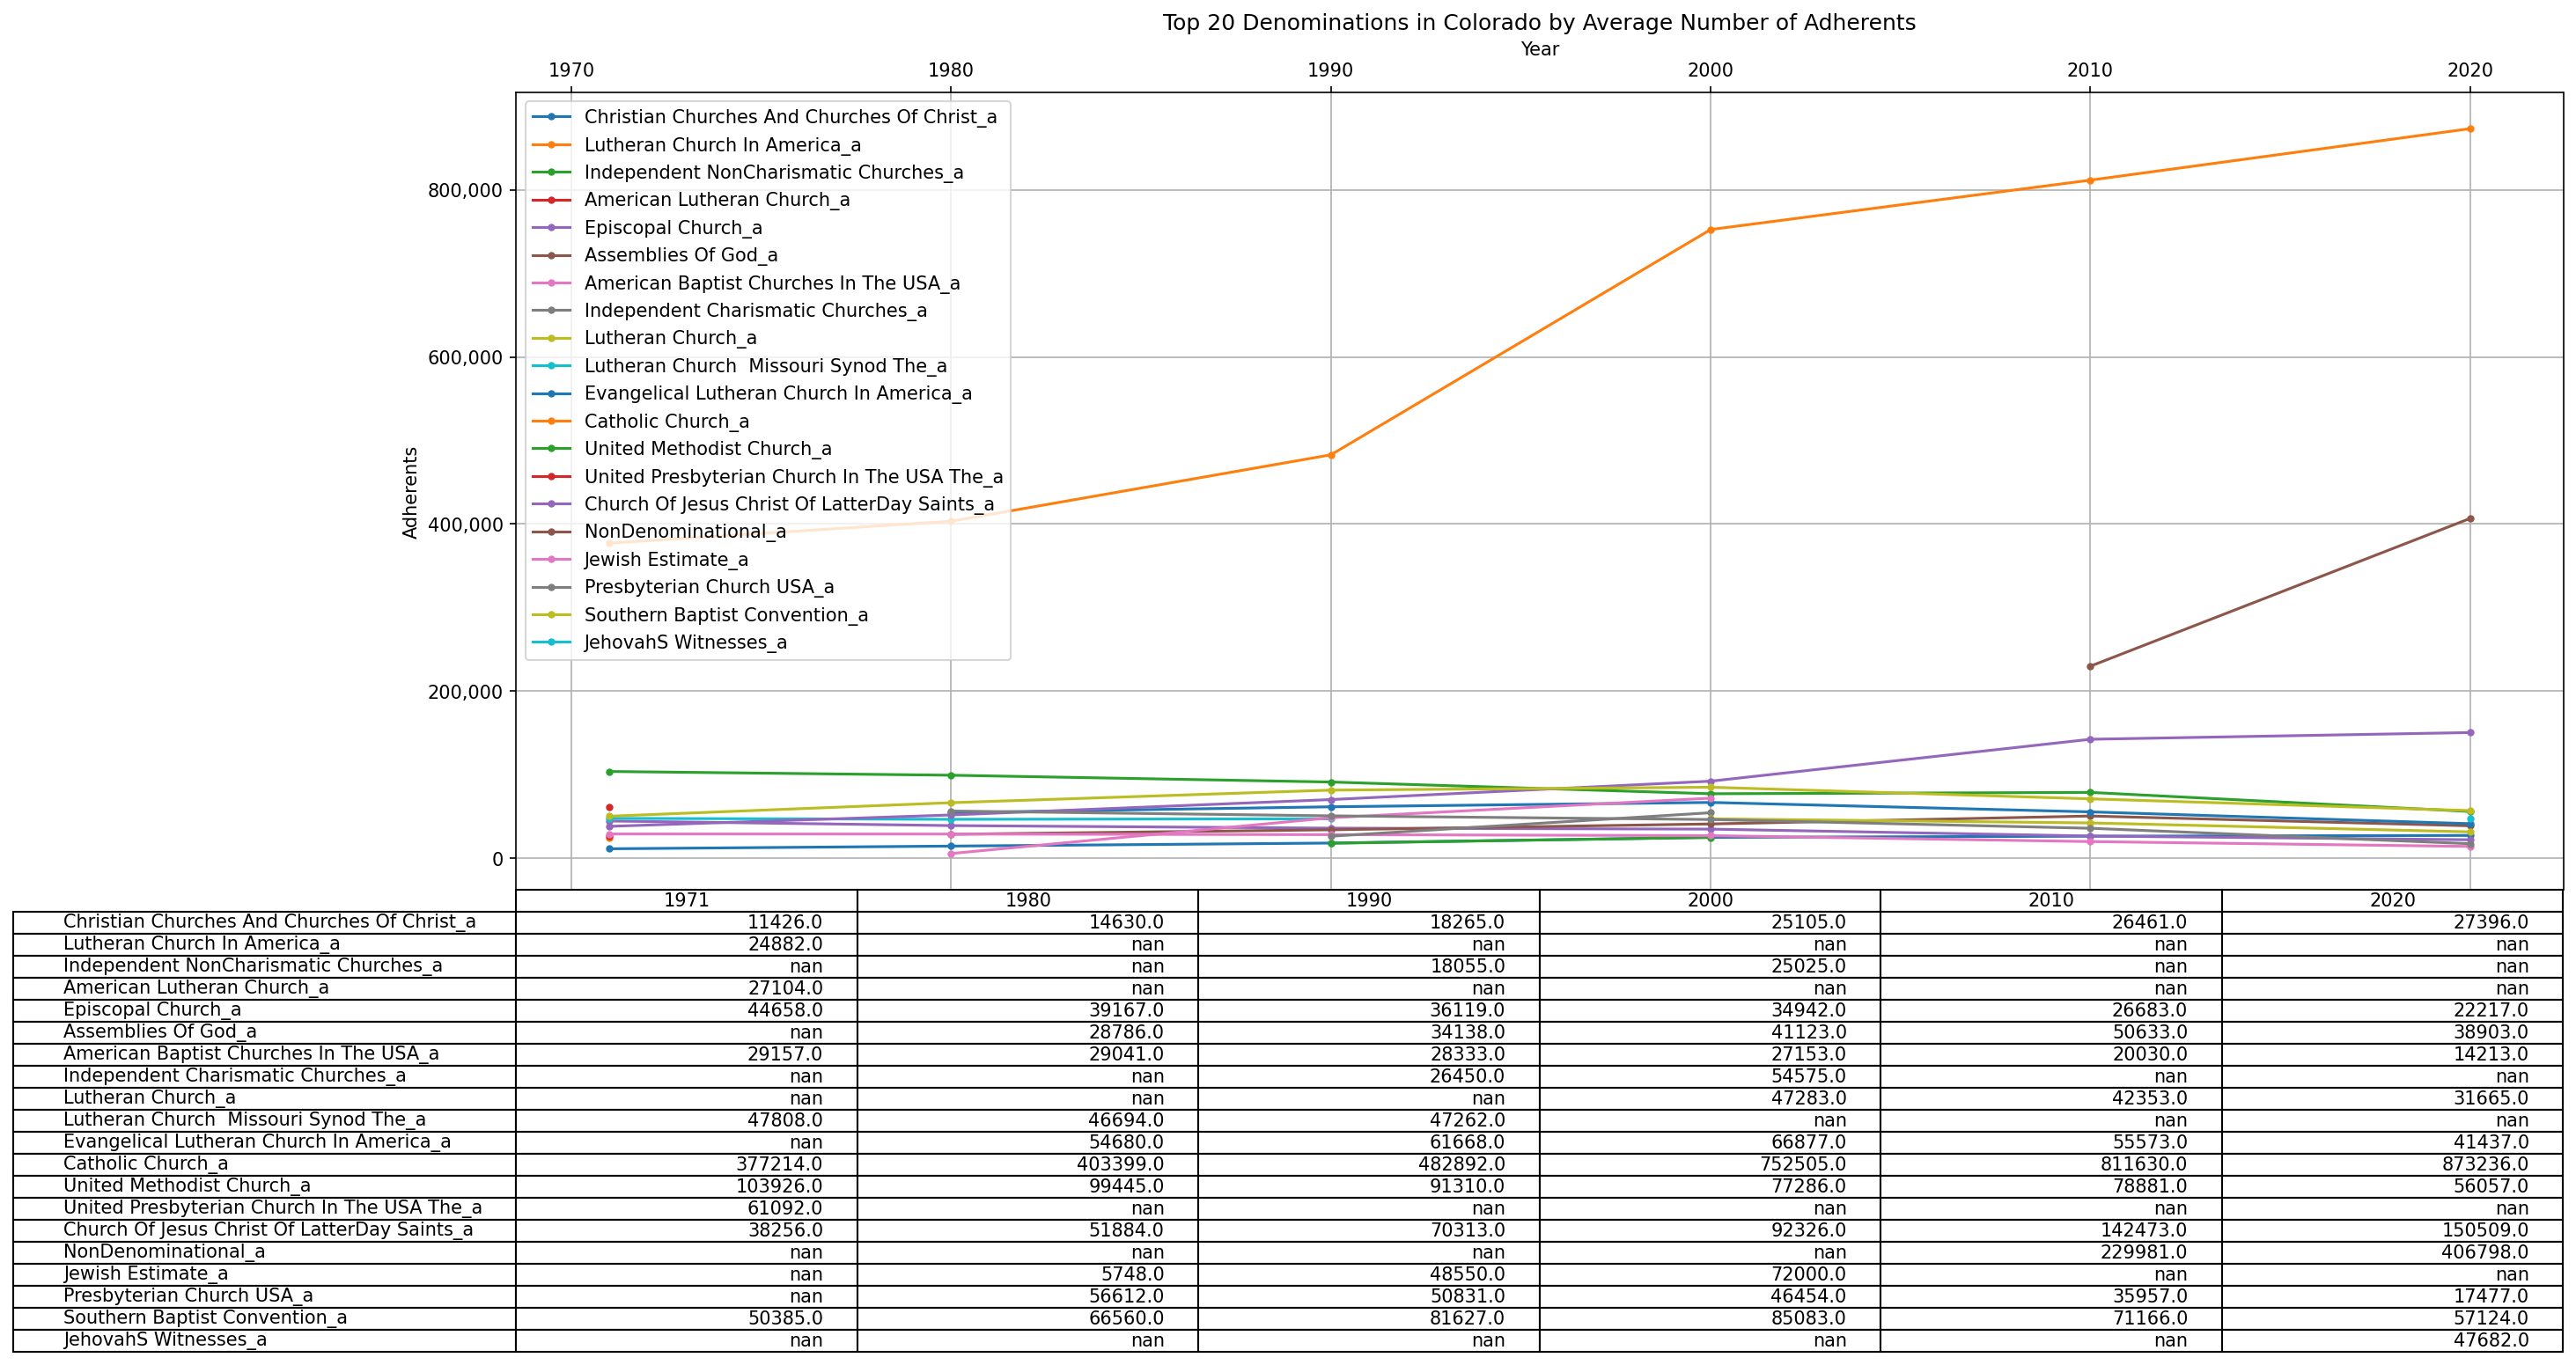 Top 20 Denominations in Colorado by Average Number of Adherents
Year
1970 1980 1990 2000 2010 2020
Christian Churches And Churches Of Christ_a
Lutheran Church In America_a
Independent NonCharismatic Churches_a
American Lutheran Church_a
Episcopal Church_a
Assemblies Of God_a
American Baptist Churches In The USA_a
Independent Charismatic Churches_a
Lutheran Church_a
Lutheran Church  Missouri Synod The_a
Evangelical Lutheran Church In America_a
Catholic Church_a
United Methodist Church_a
United Presbyterian Church In The USA The_a
Church Of Jesus Christ Of LatterDay Saints_a
NonDenominational_a
Jewish Estimate_a
Presbyterian Church USA_a
Southern Baptist Convention_a
JehovahS Witnesses_a
Adherents
800,000
600,000
400,000
200,000
0
1971 1980 1990 2000 2010 2020
Christian Churches And Churches Of Christ_a 11426.0 14630.0 18265.0 25105.0 26461.0 27396.0
Lutheran Church In America_a 24882.0 nan nan nan nan nan
Independent NonCharismatic Churches_a nan nan 18055.0 25025.0 nan nan
American Lutheran Church_a 27104.0 nan nan nan nan nan
Episcopal Church_a 44658.0 39167.0 36119.0 34942.0 26683.0 22217.0
Assemblies Of God_a nan 28786.0 34138.0 41123.0 50633.0 38903.0
American Baptist Churches In The USA_a 29157.0 29041.0 28333.0 27153.0 20030.0 14213.0
Independent Charismatic Churches_a nan nan 26450.0 54575.0 nan nan
Lutheran Church_a nan nan nan 47283.0 42353.0 31665.0
Lutheran Church  Missouri Synod The_a 47808.0 46694.0 47262.0 nan nan nan
Evangelical Lutheran Church In America_a nan 54680.0 61668.0 66877.0 55573.0 41437.0
Catholic Church_a 377214.0 403399.0 482892.0 752505.0 811630.0 873236.0
United Methodist Church_a 103926.0 99445.0 91310.0 77286.0 78881.0 56057.0
United Presbyterian Church In The USA The_a 61092.0 nan nan nan nan nan
Church Of Jesus Christ Of LatterDay Saints_a 38256.0 51884.0 70313.0 92326.0 142473.0 150509.0
NonDenominational_a nan nan nan nan 229981.0 406798.0
Jewish Estimate_a nan 5748.0 48550.0 72000.0 nan nan
Presbyterian Church USA_a nan 56612.0 50831.0 46454.0 35957.0 17477.0
Southern Baptist Convention_a 50385.0 66560.0 81627.0 85083.0 71166.0 57124.0
JehovahS Witnesses_a nan nan nan nan nan 47682.0